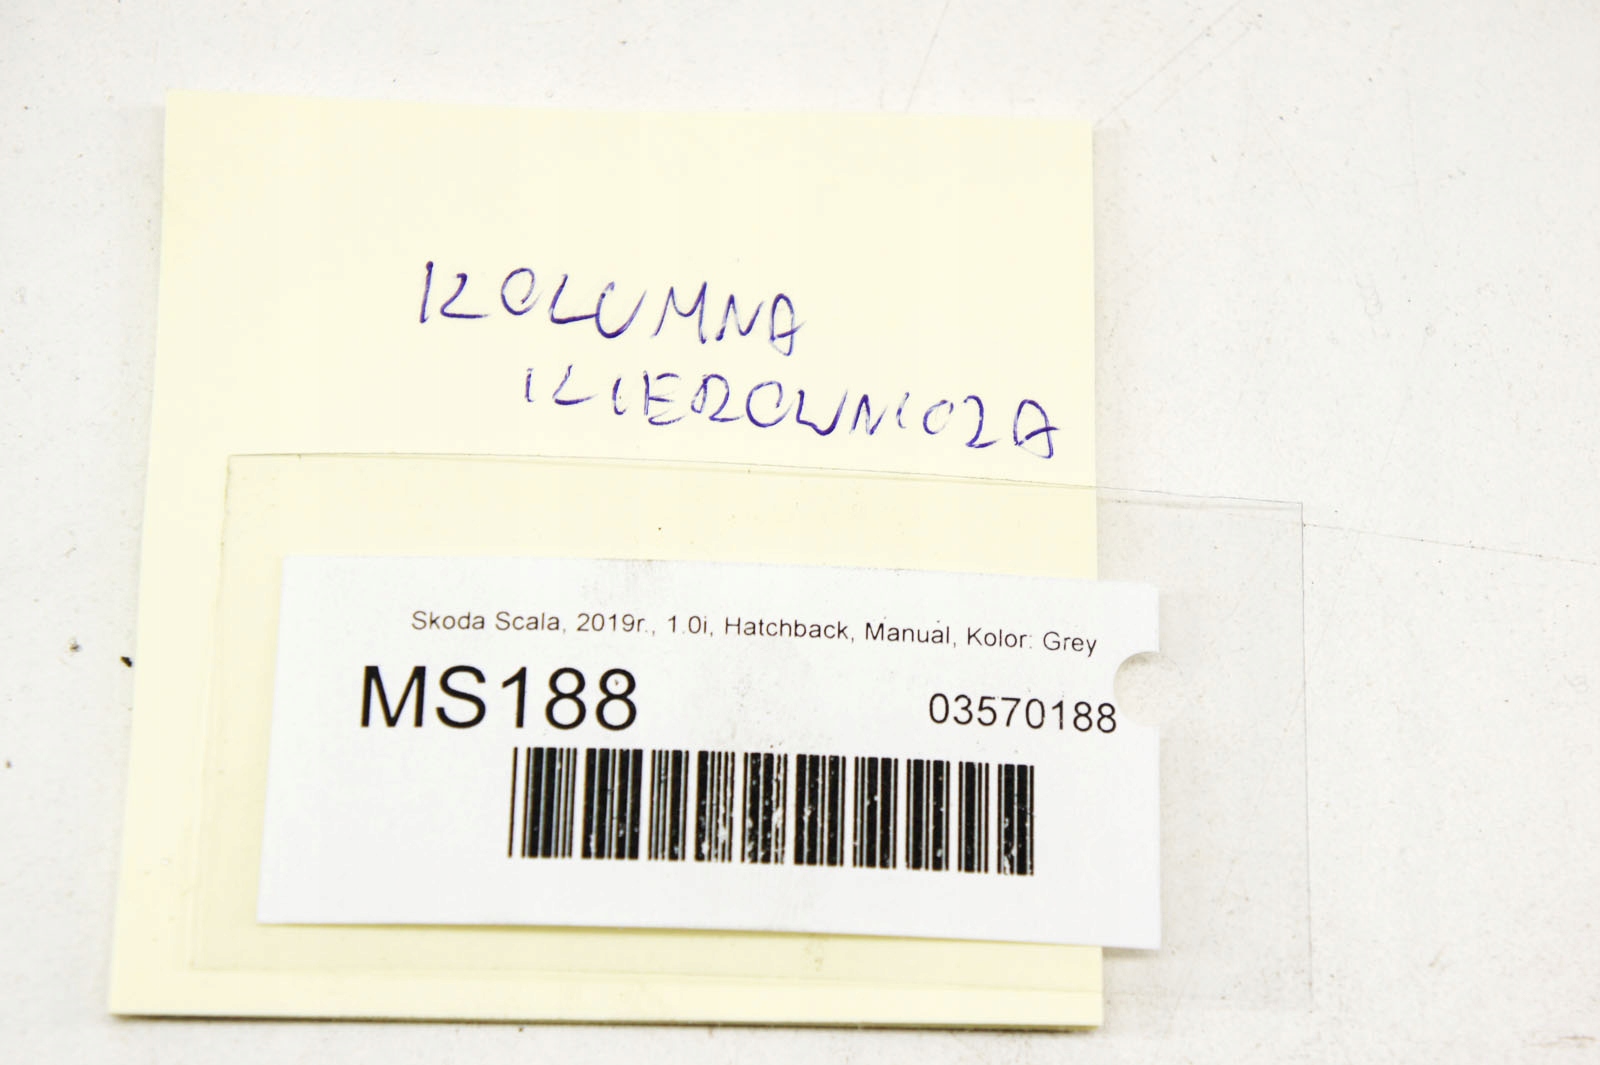 KOLUMNA
KIEROWNICZA
Skoda Scala, 2019r., 1.0i, Hatchback, Manual, Kolor: Grey
MS188
03570188